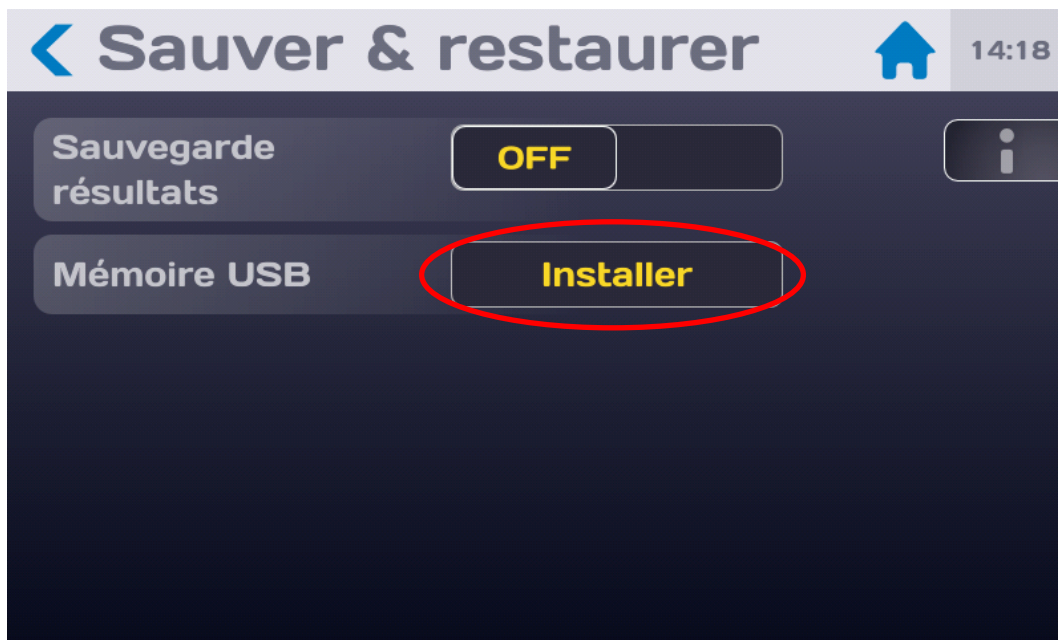 Sauver & restaurer
14:18
Sauvegarde
résultats
OFF
Mémoire USB
Installer